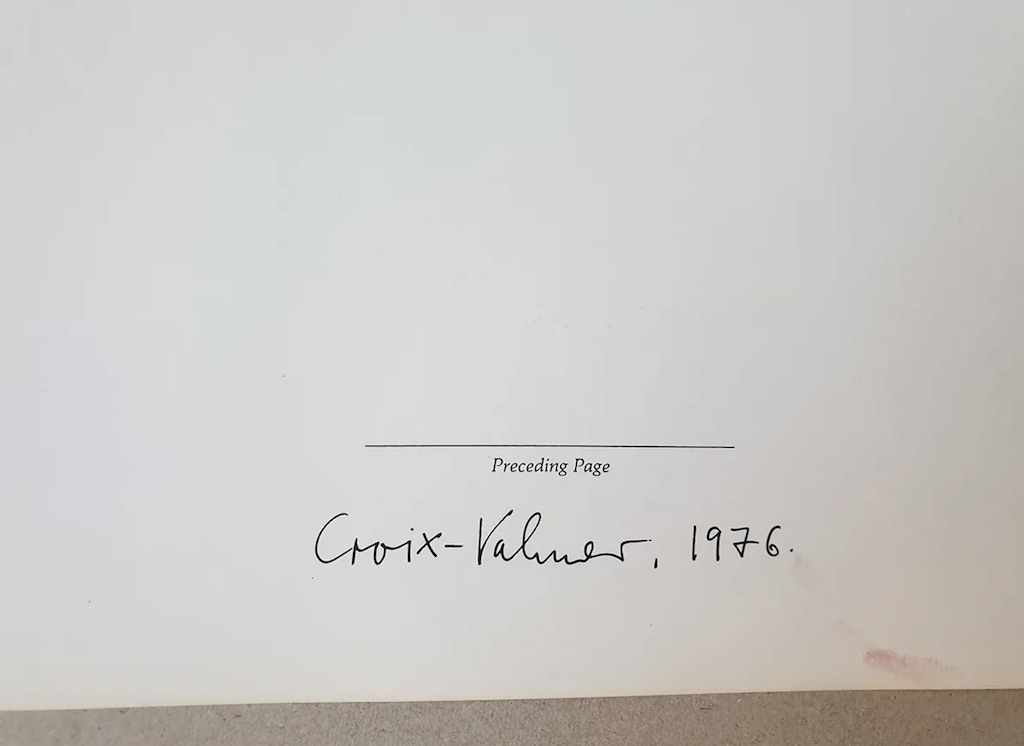 Preceding Page
Croix-Valmer, 1976.